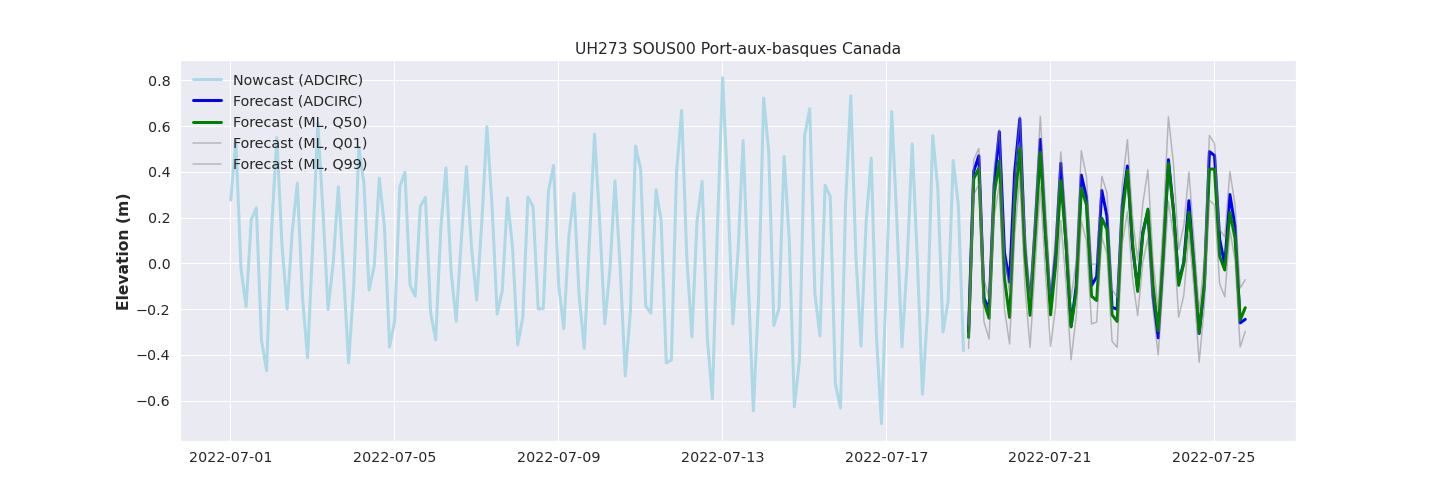 UH273 SOUS00 Port-aux-basques Canada
Nowcast (ADCIRC)
Forecast (ADCIRC)
Forecast (ML, Q50)
Forecast (ML, Q01)
Forecast (ML, Q99)
Elevation (m)
0.8
0.6
0.4
0.2
0.0
−0.2
−0.4
−0.6
2022-07-01 2022-07-05 2022-07-09 2022-07-13 2022-07-17 2022-07-21 2022-07-25